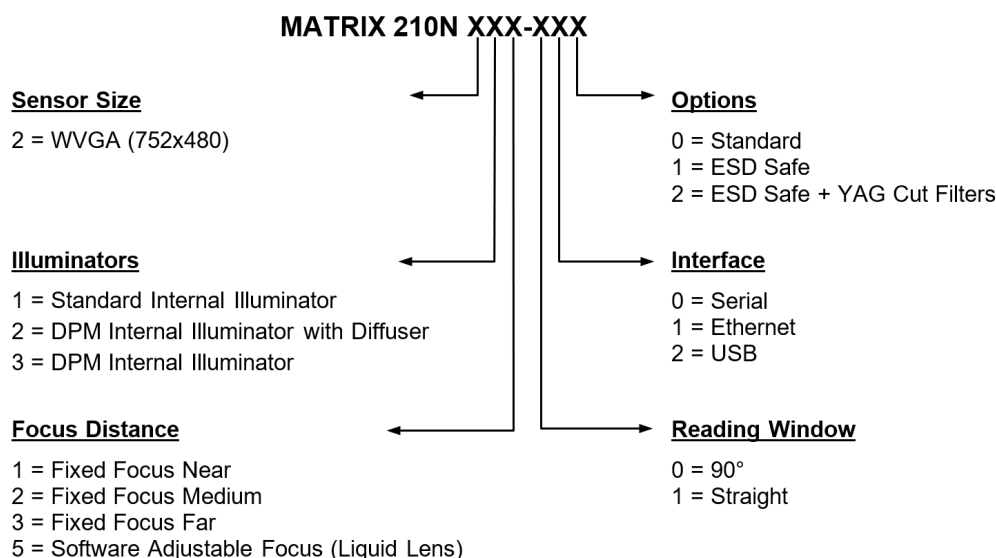 MATRIX 210N XXX-XXX
Sensor Size
2 = WVGA (752x480)
Illuminators
1 = Standard Internal Illuminator
2 = DPM Internal Illuminator with Diffuser
3 = DPM Internal Illuminator
Focus Distance
1 = Fixed Focus Near
2 = Fixed Focus Medium
3 = Fixed Focus Far
5 = Software Adjustable Focus (Liquid Lens)
Options
0 = Standard
1 = ESD Safe
2 = ESD Safe + YAG Cut Filters
Interface
0 = Serial
1 = Ethernet
2 = USB
Reading Window
0 = 90°
1 = Straight